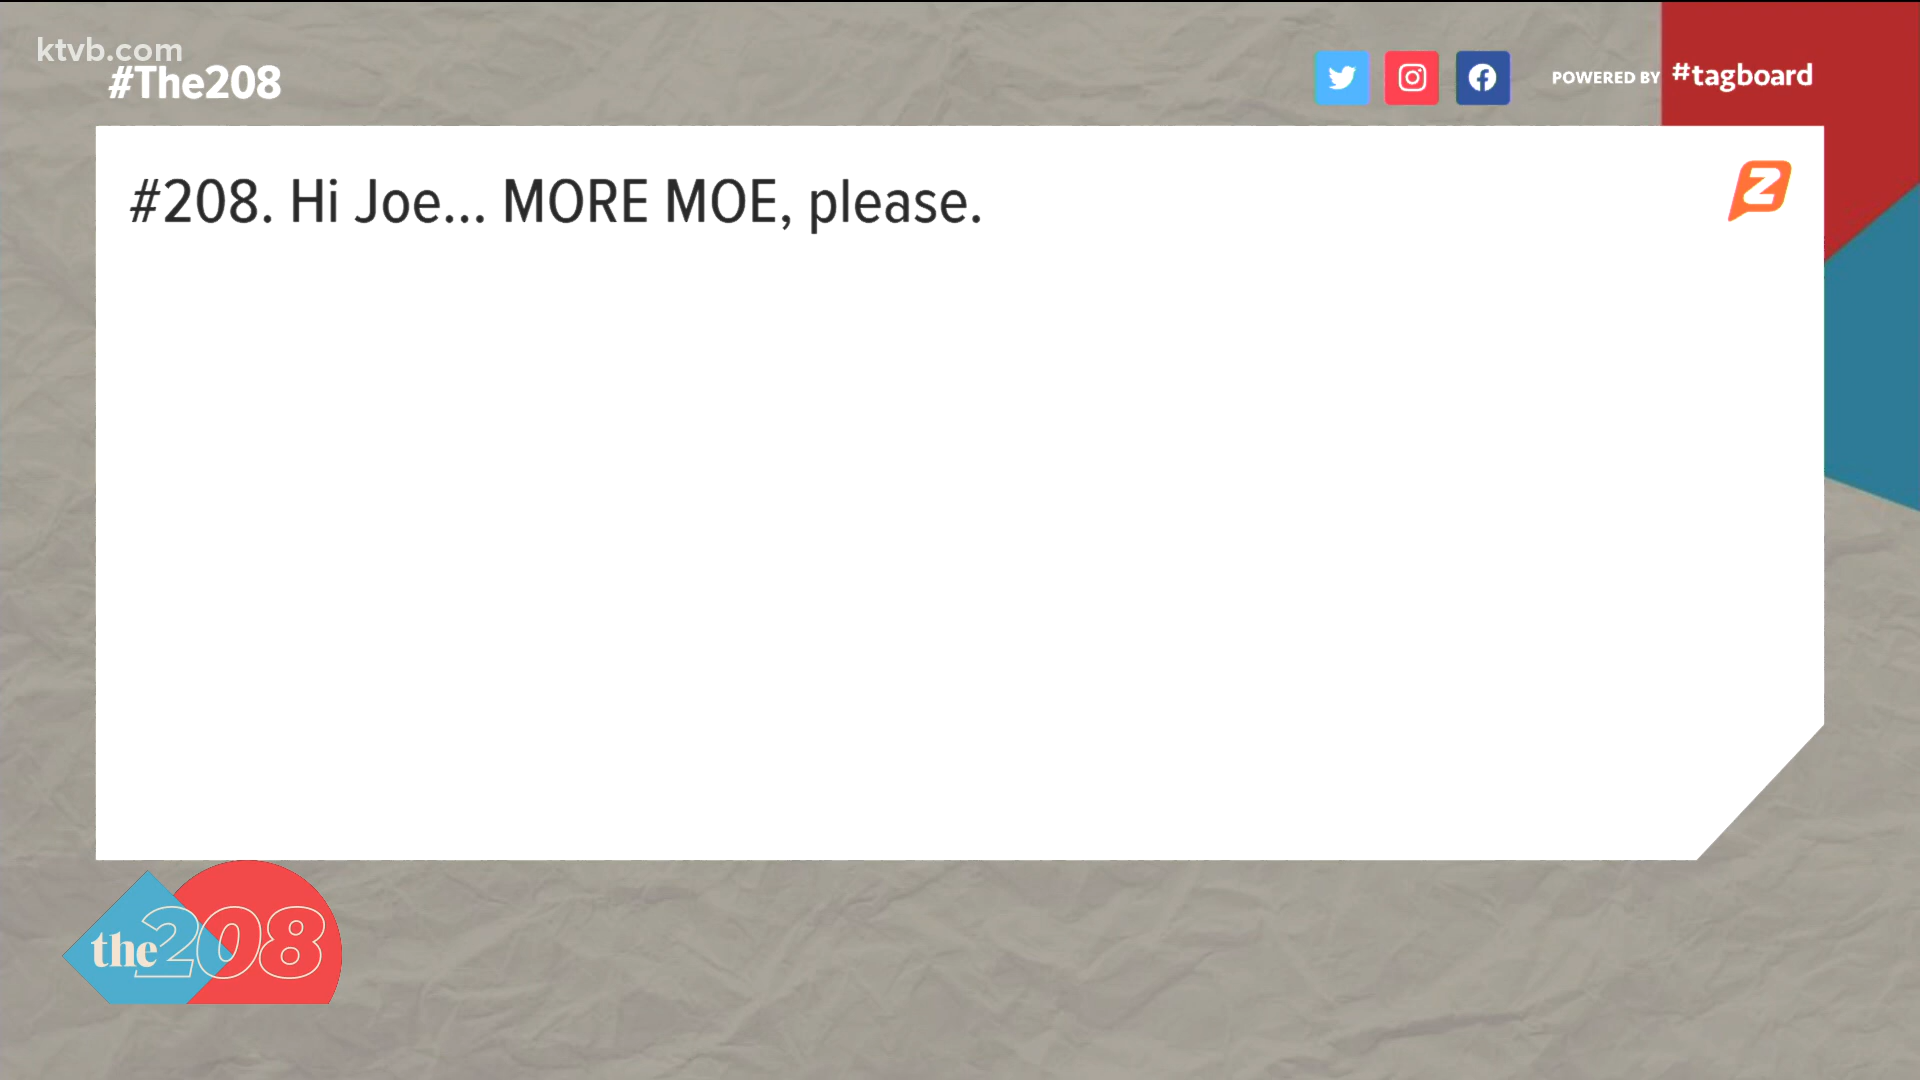 ktvb.com
#The208
POWERED BY #tagboard
#208. Hi Joe... MORE MOE, please.
Z
the208